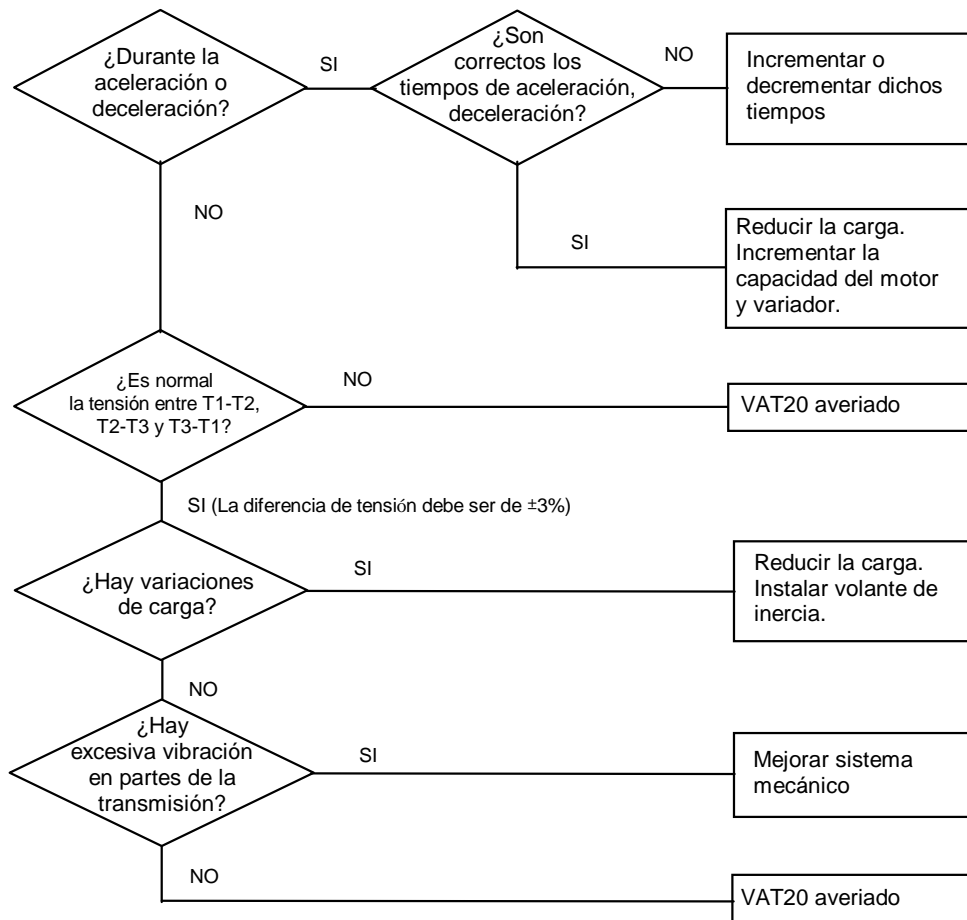 ¿Durante la
aceleración o
deceleración?
SI
¿Son
correctos los
tiempos de aceleración,
deceleración?
NO
Incrementar o
decrementar dichos
tiempos
NO
SI
Reducir la carga.
Incrementar la
capacidad del motor
y variador.
¿Es normal
la tensión entre T1-T2,
T2-T3 y T3-T1?
NO
VAT20 averiado
SI (La diferencia de tensión debe ser de ±3%)
¿Hay variaciones
de carga?
SI
Reducir la carga.
Instalar volante de
inercia.
NO
¿Hay
excesiva vibración
en partes de la
transmisión?
SI
Mejorar sistema
mecánico
NO
VAT20 averiado